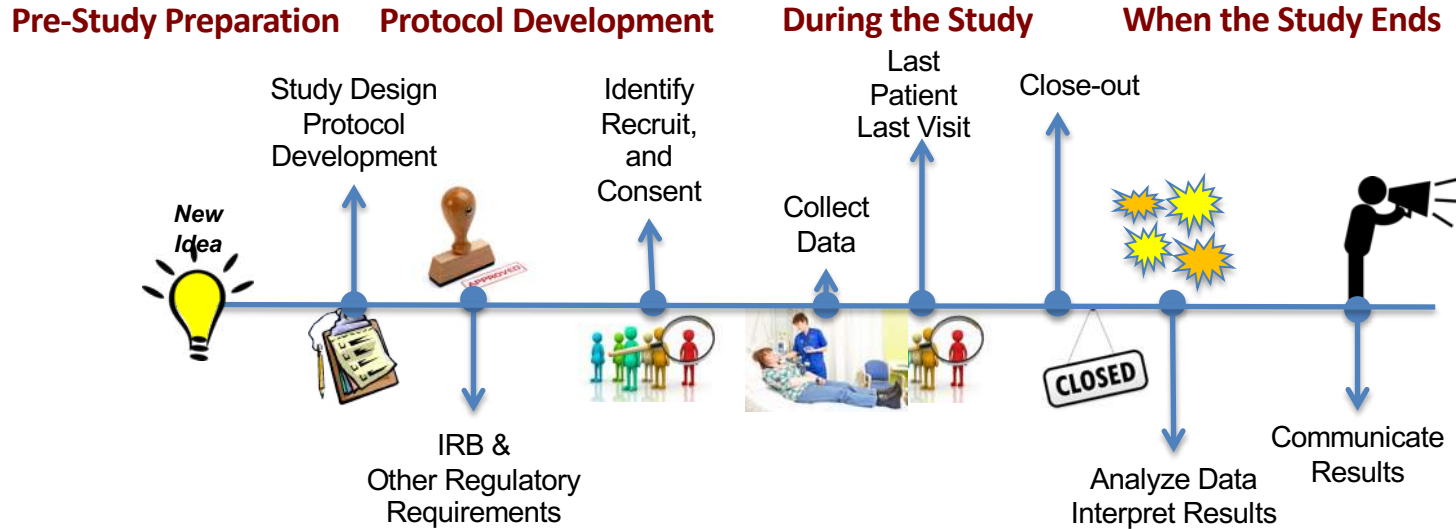 Pre-Study Preparation
Protocol Development
During the Study
When the Study Ends
Study Design
Protocol
Development
Identify
Recruit,
and
Consent
Last
Patient
Last Visit
Close-out
New
Idea
Collect
Data
APPROVED
CLOSED
IRB &
Other Regulatory
Requirements
Analyze Data
Interpret Results
Communicate
Results